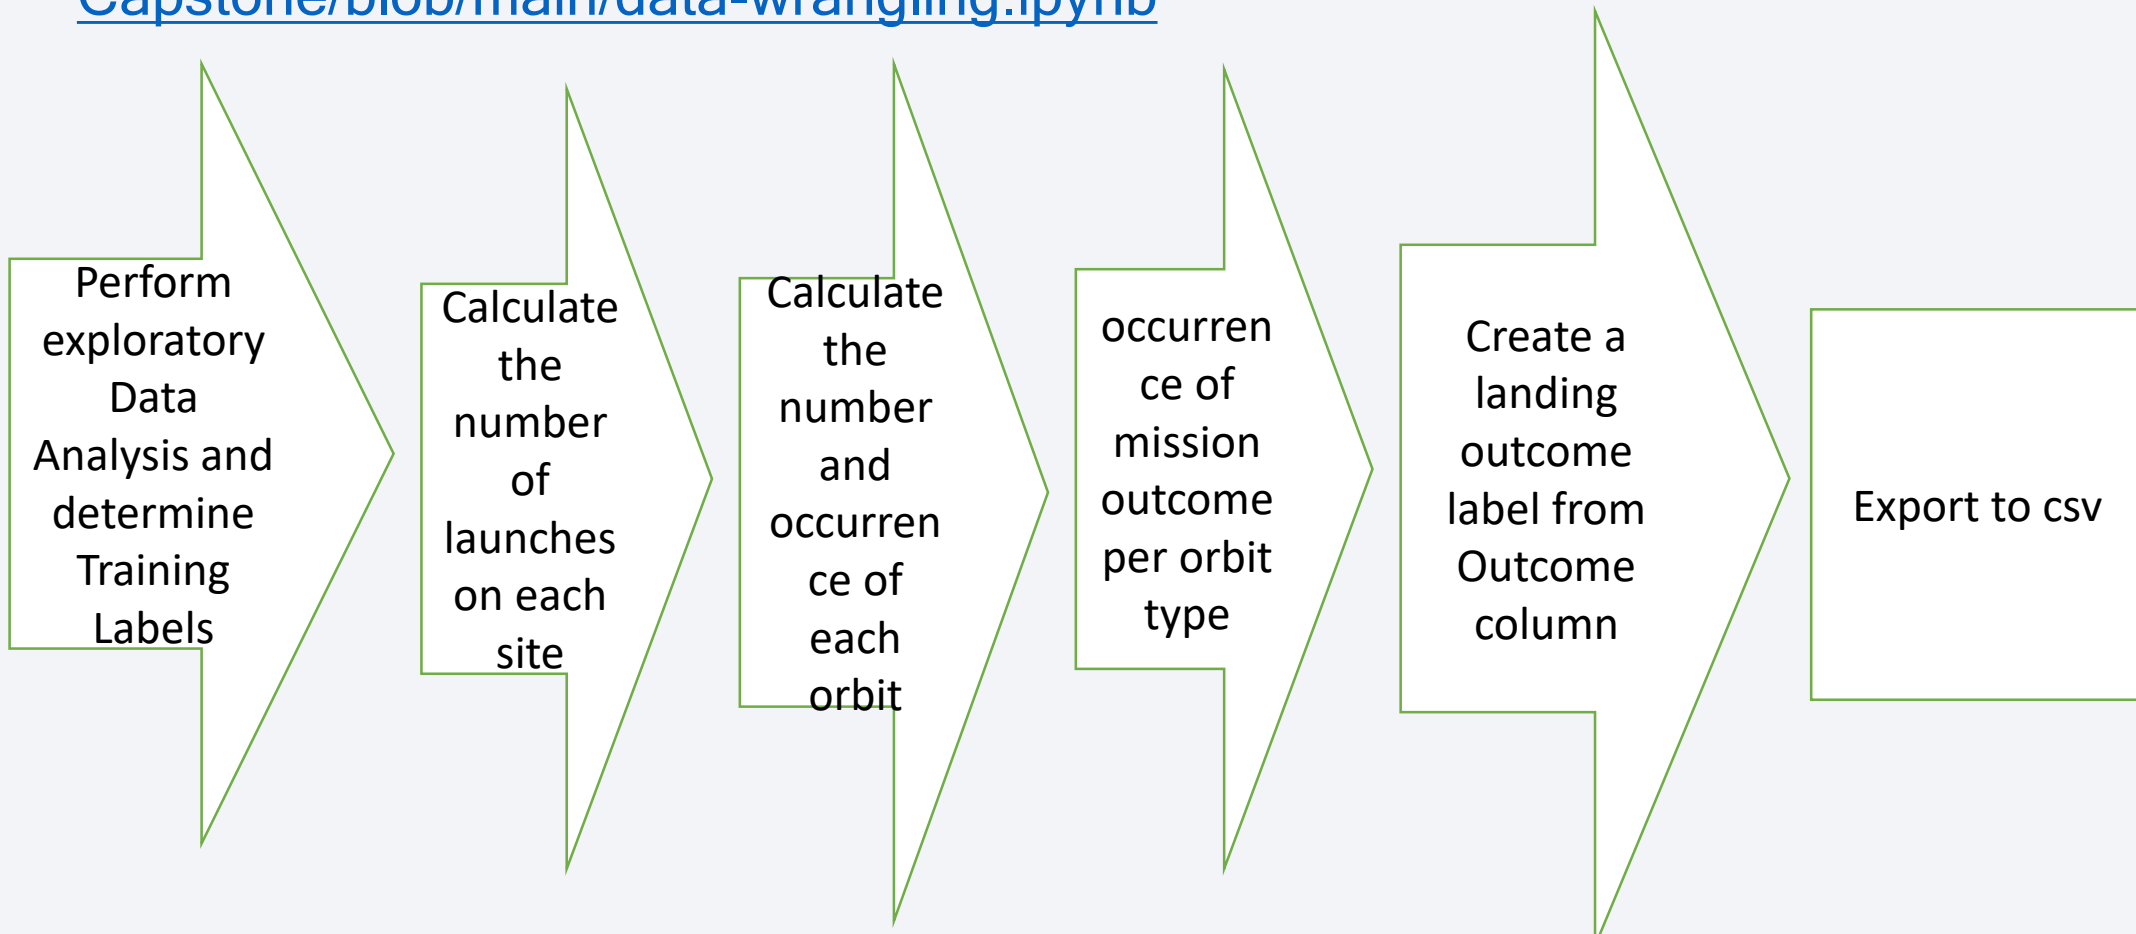 Capstone/blob/main/data-wrangling.ipynb
Perform
exploratory
Data
Analysis and
determine
Training
Labels
Calculate
the
number
of
launches
on each
site
Calculate
the
number
and
occurren
ce of
each
orbit
occurren
ce of
mission
outcome
per orbit
type
Create a
landing
outcome
label from
Outcome
column
Export to csv